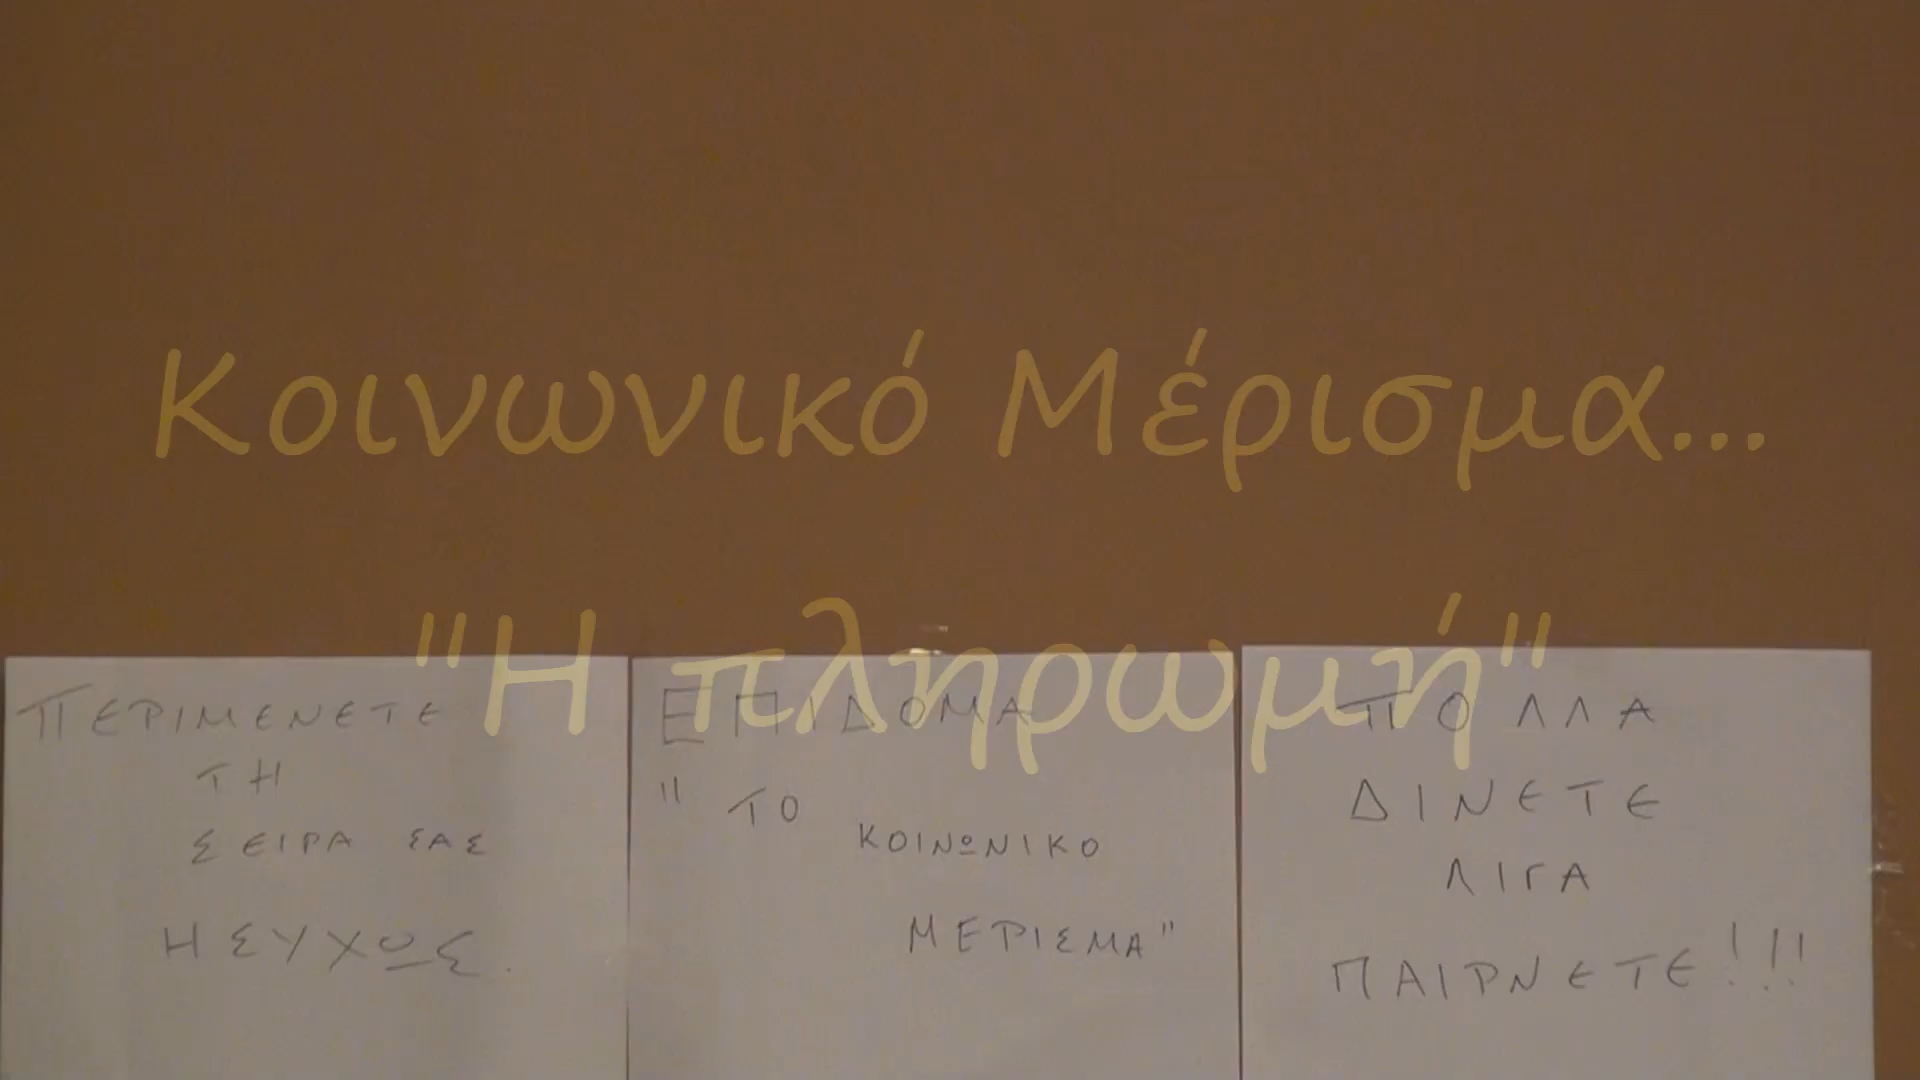 Κοινωνικό Μέρισμα...
"Η πληρωμή"
ΠΕΡΙΜΕΝΕΤΕ
ΤΗ
ΣΕΙΡΑ ΣΑΣ
ΗΣΥΧΩΣ.
ΕΠΙΔΟΜΑ
" ΤΟ
ΚΟΙΝΩΝΙΚΟ
ΜΕΡΙΣΜΑ"
ΠΟΛΛΑ
ΔΙΝΕΤΕ
ΛΙΓΑ
ΠΑΙΡΝΕΤΕ!!!